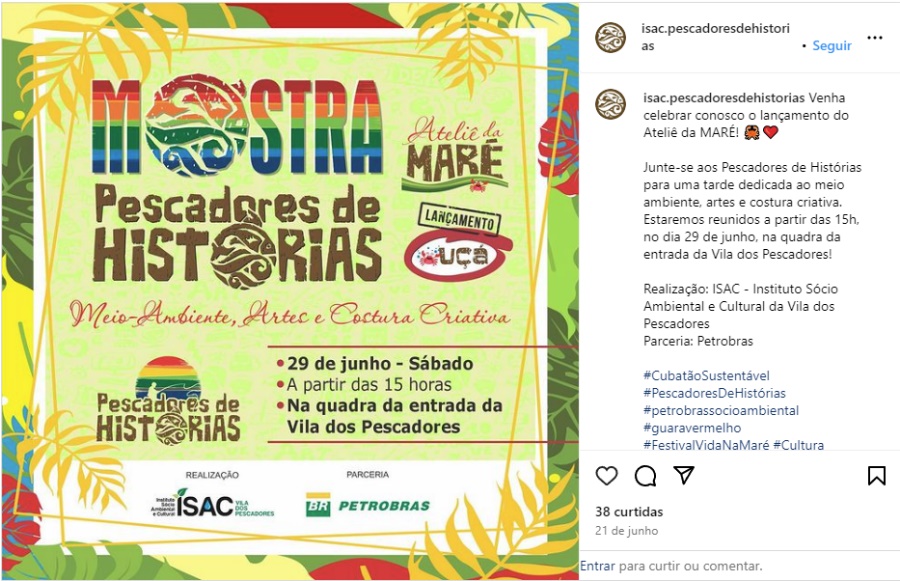 MOSTRA
Pescadores de
HISTÓRIAS
Ateliê da
MARÉ
LANÇAMENTO
UÇÁ
Meio-Ambiente, Artes e Costura Criativa
• 29 de junho - Sábado
• A partir das 15 horas
• Na quadra da entrada da
Vila dos Pescadores
Pescadores de
HISTÓRIAS
REALIZAÇÃO
Instituto
Sócio
Ambiental
e Cultural
ISAC
VILA
DOS
PESCADORES
PARCERIA
BR PETROBRAS
isac.pescadoresdehistori
as
• Seguir
isac.pescadoresdehistorias Venha
celebrar conosco o lançamento do
Ateliê da MARÉ! 🦀❤️
Junte-se aos Pescadores de Histórias
para uma tarde dedicada ao meio
ambiente, artes e costura criativa.
Estaremos reunidos a partir das 15h,
no dia 29 de junho, na quadra da
entrada da Vila dos Pescadores!
Realização: ISAC - Instituto Sócio
Ambiental e Cultural da Vila dos
Pescadores
Parceria: Petrobras
#CubatãoSustentável
#PescadoresDeHistórias
#petrobrassocioambiental
#guaravermelho
#FestivalVidaNaMaré #Cultura
38 curtidas
21 de junho
Entrar para curtir ou comentar.